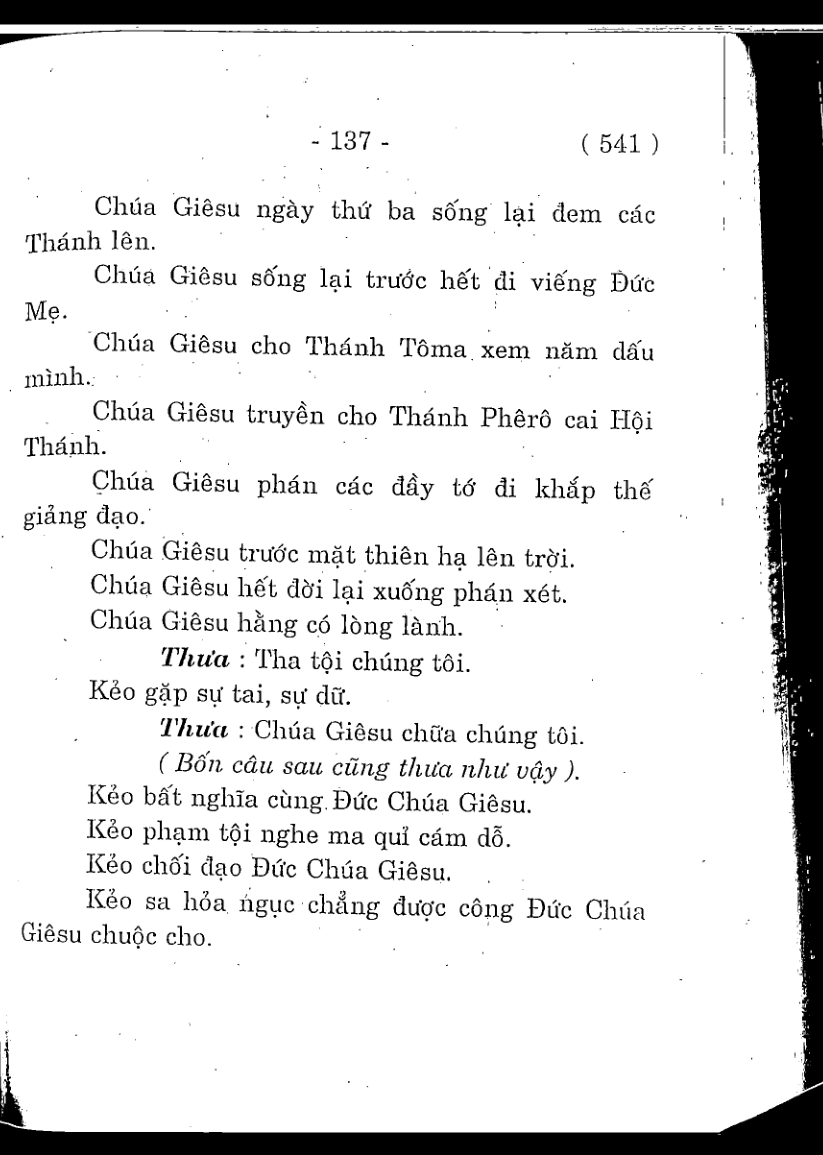 - 137 - ( 541 )
Chúa Giêsu ngày thứ ba sống lại đem các
Thánh lên.
Chúa Giêsu sống lại trước hết đi viếng Đức
Mẹ.
Chúa Giêsu cho Thánh Tôma xem năm dấu
mình.
Chúa Giêsu truyền cho Thánh Phêrô cai Hội
Thánh.
Chúa Giêsu phán các đầy tớ đi khắp thế
giảng đạo.
Chúa Giêsu trước mặt thiên hạ lên trời.
Chúa Giêsu hết đời lại xuống phán xét.
Chúa Giêsu hằng có lòng lành.
Thưa : Tha tội chúng tôi.
Kẻo gặp sự tai, sự dữ.
Thưa : Chúa Giêsu chữa chúng tôi.
( Bốn câu sau cũng thưa như vậy ).
Kẻo bất nghĩa cùng Đức Chúa Giêsu.
Kẻo phạm tội nghe ma quỉ cám dỗ.
Kẻo chối đạo Đức Chúa Giêsu.
Kẻo sa hỏa ngục chẳng được công Đức Chúa
Giêsu chuộc cho.